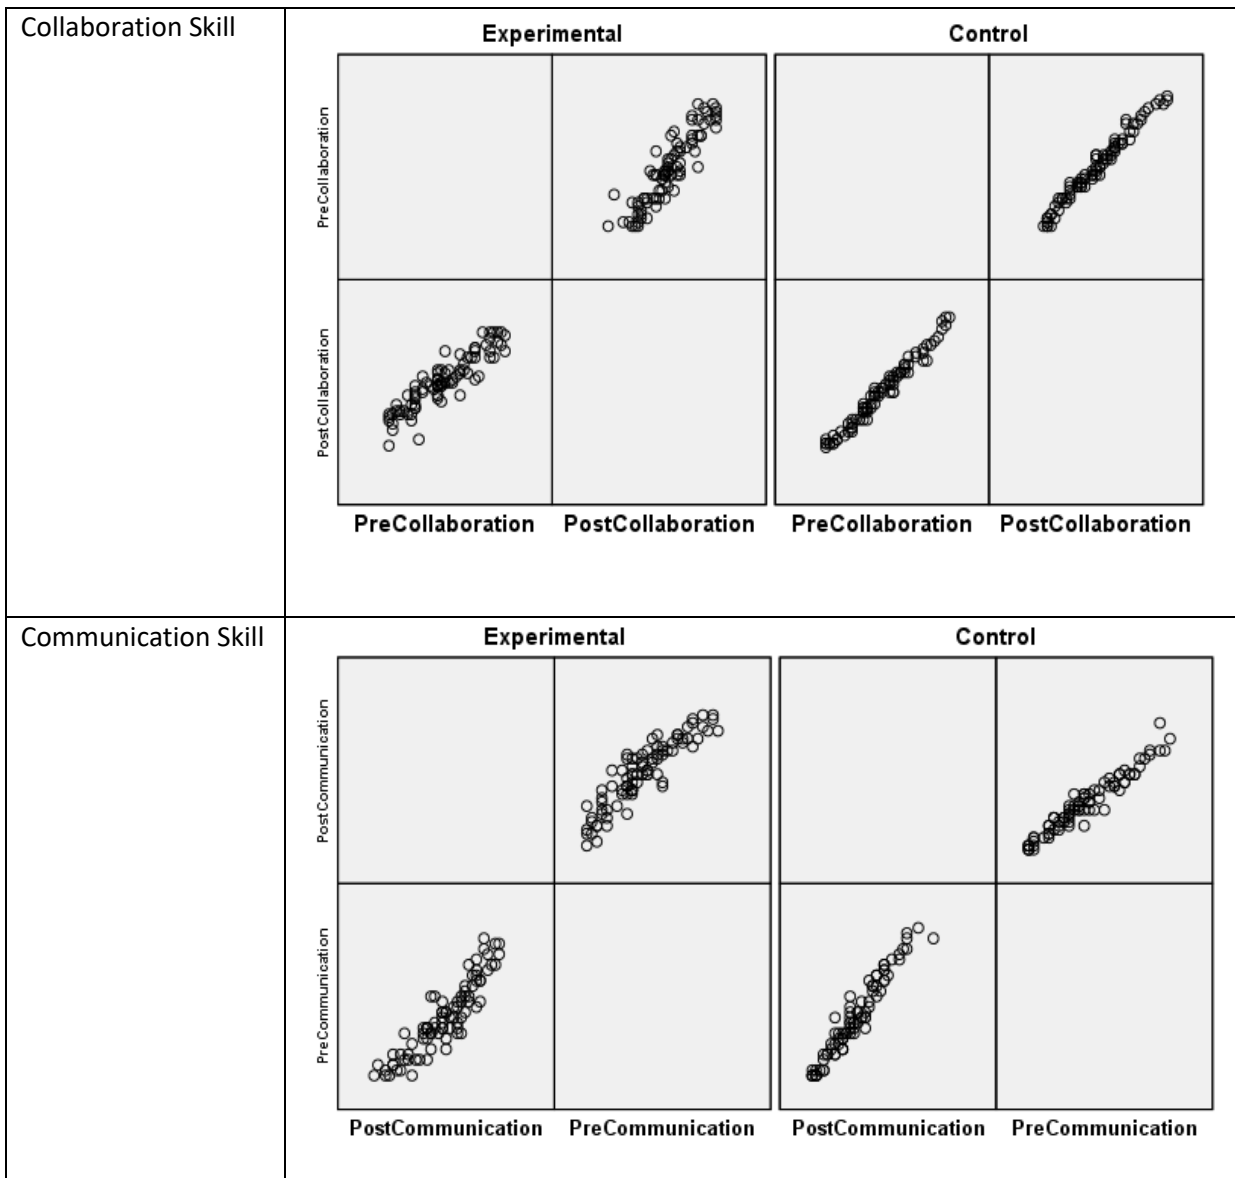 Collaboration Skill
Experimental Control
PreCollaboration
PostCollaboration
PreCollaboration PostCollaboration PreCollaboration PostCollaboration
Communication Skill
Experimental Control
PostCommunication
PreCommunication
PostCommunication PreCommunication PostCommunication PreCommunication